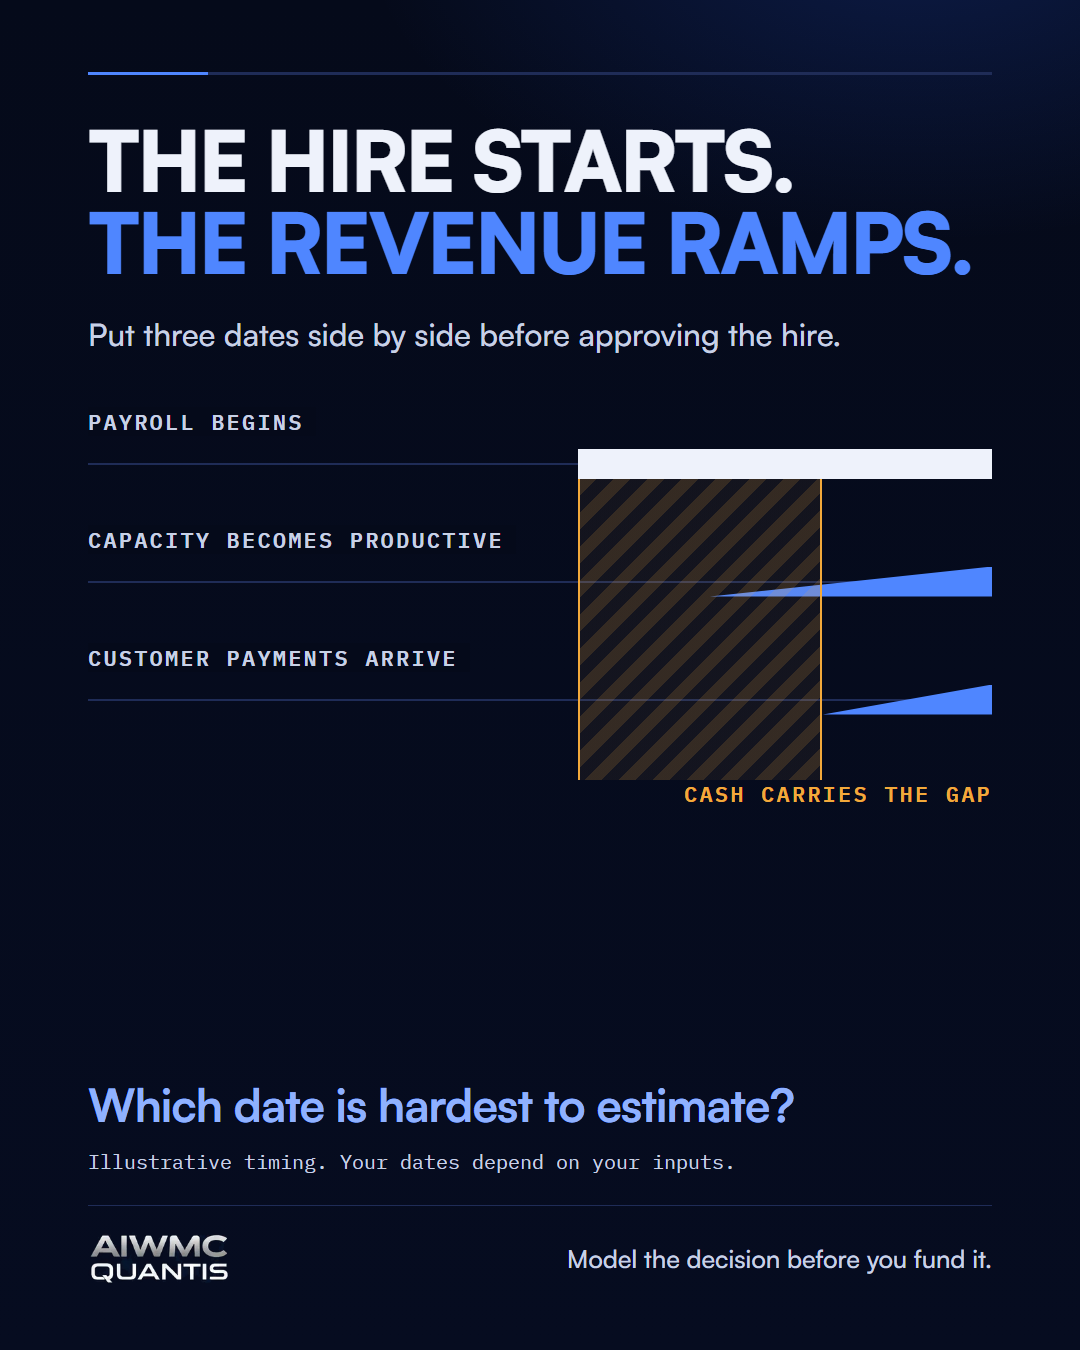 THE HIRE STARTS.
THE REVENUE RAMPS.
Put three dates side by side before approving the hire.
PAYROLL BEGINS
CAPACITY BECOMES PRODUCTIVE
CUSTOMER PAYMENTS ARRIVE
CASH CARRIES THE GAP
Which date is hardest to estimate?
Illustrative timing. Your dates depend on your inputs.
AIWMC
QUANTIS
Model the decision before you fund it.